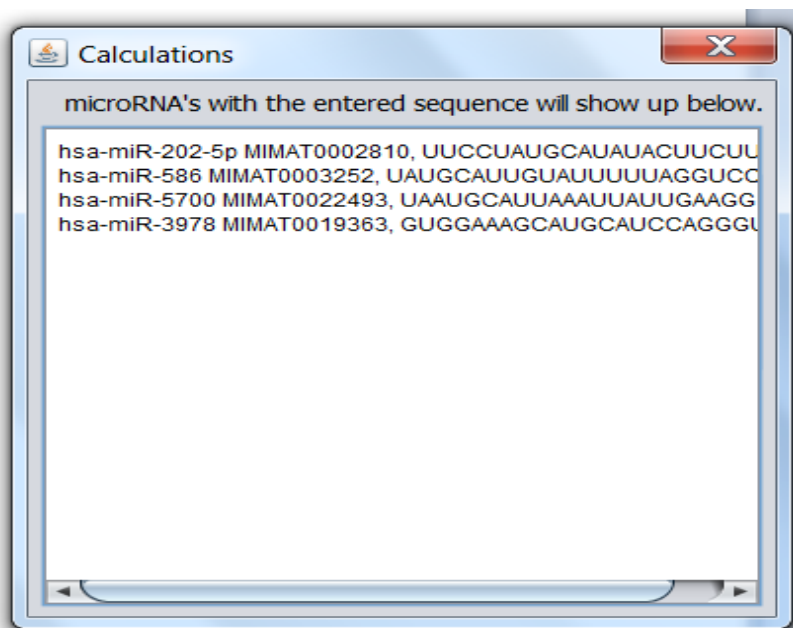 Calculations
microRNA's with the entered sequence will show up below.
hsa-miR-202-5p MIMAT0002810, UUCCUAUGCAUAUACUUCUU
hsa-miR-586 MIMAT0003252, UAUGCAUUGUAUUUUUAGGUCC
hsa-miR-5700 MIMAT0022493, UAAUGCAUUAAAUUAUUGAAGG
hsa-miR-3978 MIMAT0019363, GUGGAAAGCAUGCAUCCAGGGU